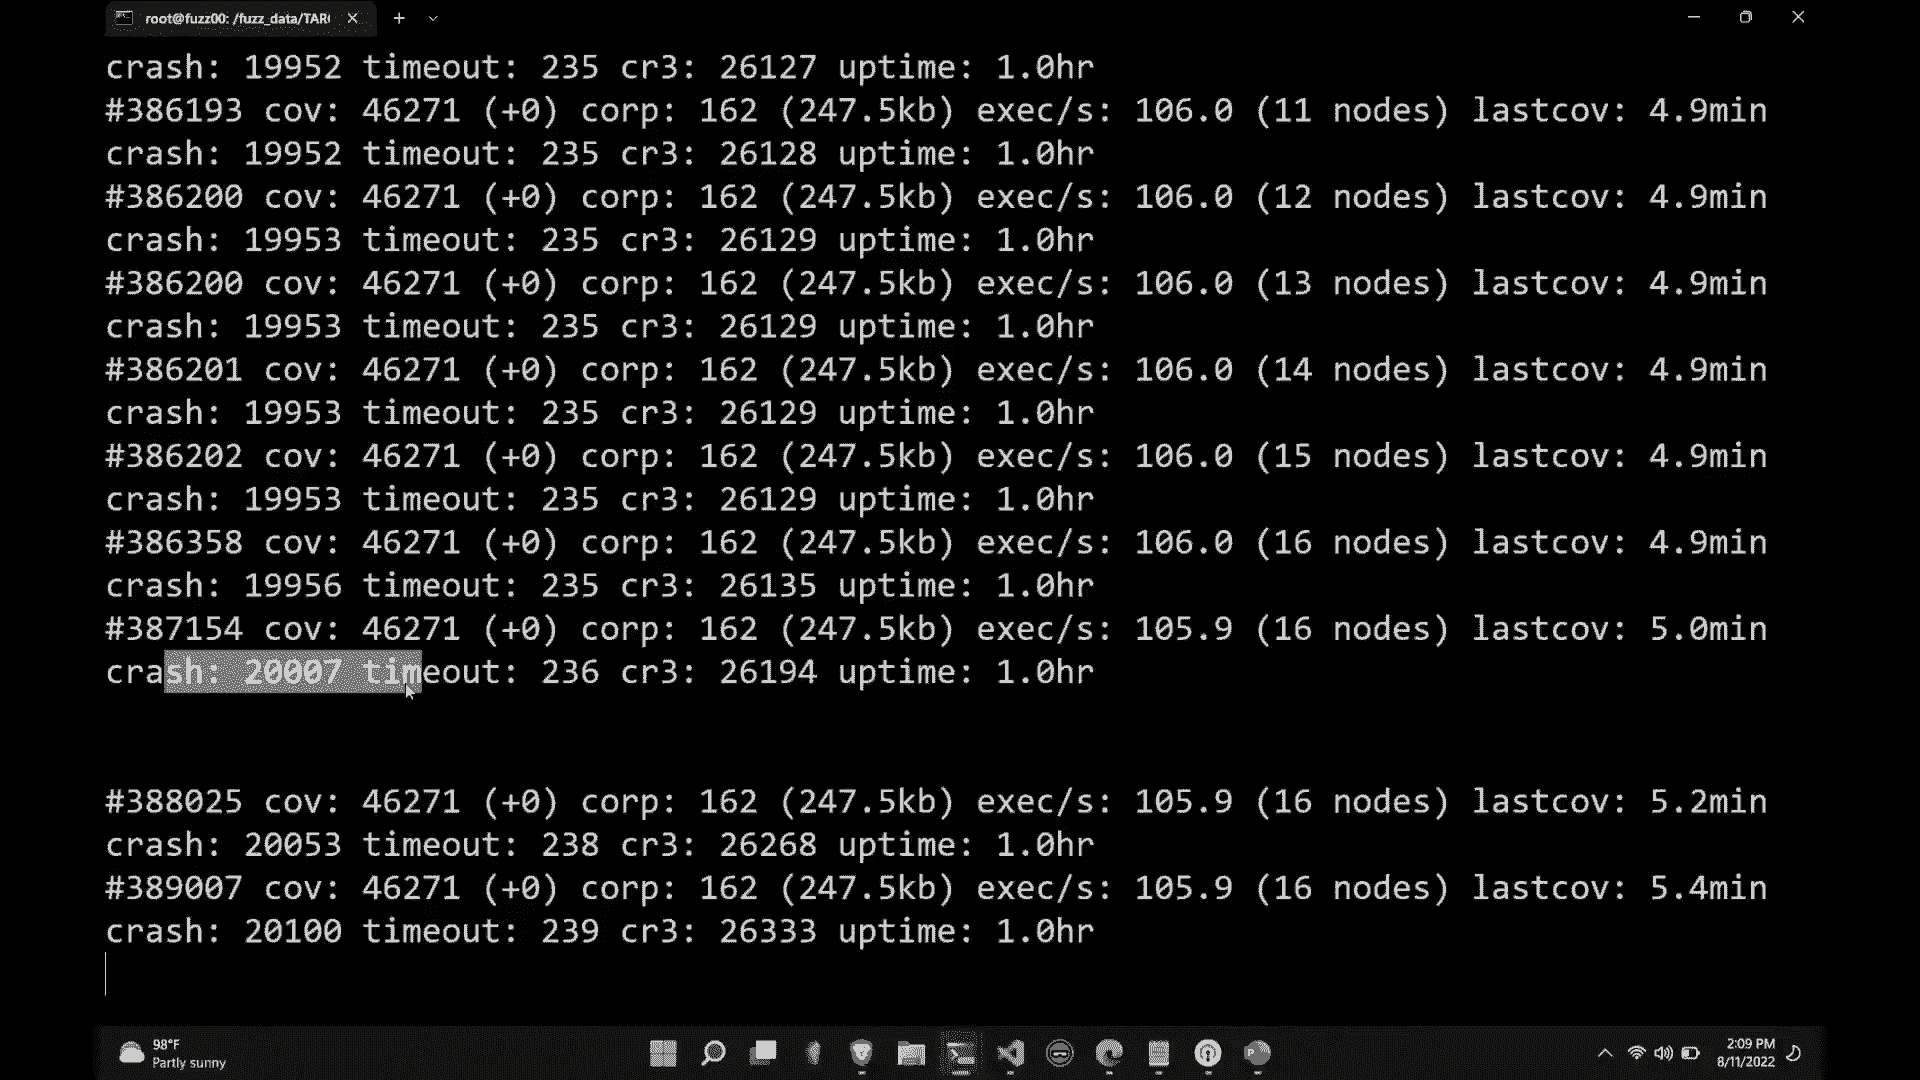 root@fuzz00: /fuzz_data/TAR
crash: 19952 timeout: 235 cr3: 26127 uptime: 1.0hr
#386193 cov: 46271 (+0) corp: 162 (247.5kb) exec/s: 106.0 (11 nodes) lastcov: 4.9min
crash: 19952 timeout: 235 cr3: 26128 uptime: 1.0hr
#386200 cov: 46271 (+0) corp: 162 (247.5kb) exec/s: 106.0 (12 nodes) lastcov: 4.9min
crash: 19953 timeout: 235 cr3: 26129 uptime: 1.0hr
#386200 cov: 46271 (+0) corp: 162 (247.5kb) exec/s: 106.0 (13 nodes) lastcov: 4.9min
crash: 19953 timeout: 235 cr3: 26129 uptime: 1.0hr
#386201 cov: 46271 (+0) corp: 162 (247.5kb) exec/s: 106.0 (14 nodes) lastcov: 4.9min
crash: 19953 timeout: 235 cr3: 26129 uptime: 1.0hr
#386202 cov: 46271 (+0) corp: 162 (247.5kb) exec/s: 106.0 (15 nodes) lastcov: 4.9min
crash: 19953 timeout: 235 cr3: 26129 uptime: 1.0hr
#386358 cov: 46271 (+0) corp: 162 (247.5kb) exec/s: 106.0 (16 nodes) lastcov: 4.9min
crash: 19956 timeout: 235 cr3: 26135 uptime: 1.0hr
#387154 cov: 46271 (+0) corp: 162 (247.5kb) exec/s: 105.9 (16 nodes) lastcov: 5.0min
crash: 20007 timeout: 236 cr3: 26194 uptime: 1.0hr
#388025 cov: 46271 (+0) corp: 162 (247.5kb) exec/s: 105.9 (16 nodes) lastcov: 5.2min
crash: 20053 timeout: 238 cr3: 26268 uptime: 1.0hr
#389007 cov: 46271 (+0) corp: 162 (247.5kb) exec/s: 105.9 (16 nodes) lastcov: 5.4min
crash: 20100 timeout: 239 cr3: 26333 uptime: 1.0hr
98°F
Partly sunny
2:09 PM
8/11/2022